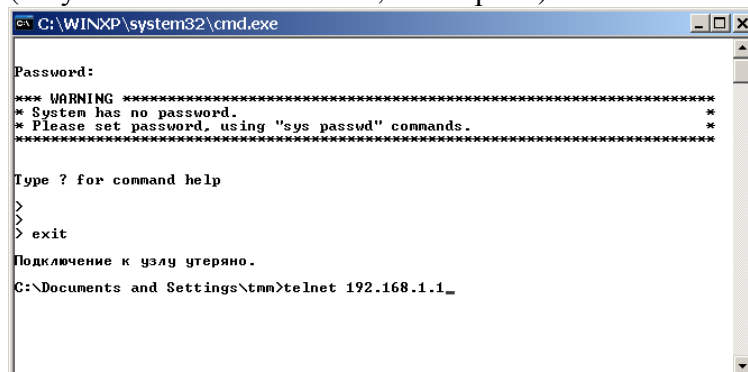 C:\WINXP\system32\cmd.exe
Password:
*** WARNING ***********************************************************
* System has no password.                                             *
* Please set password, using "sys passwd" commands.                   *
***********************************************************************
Type ? for command help
>
>
> exit
Подключение к узлу утеряно.
C:\Documents and Settings\tmm>telnet 192.168.1.1_